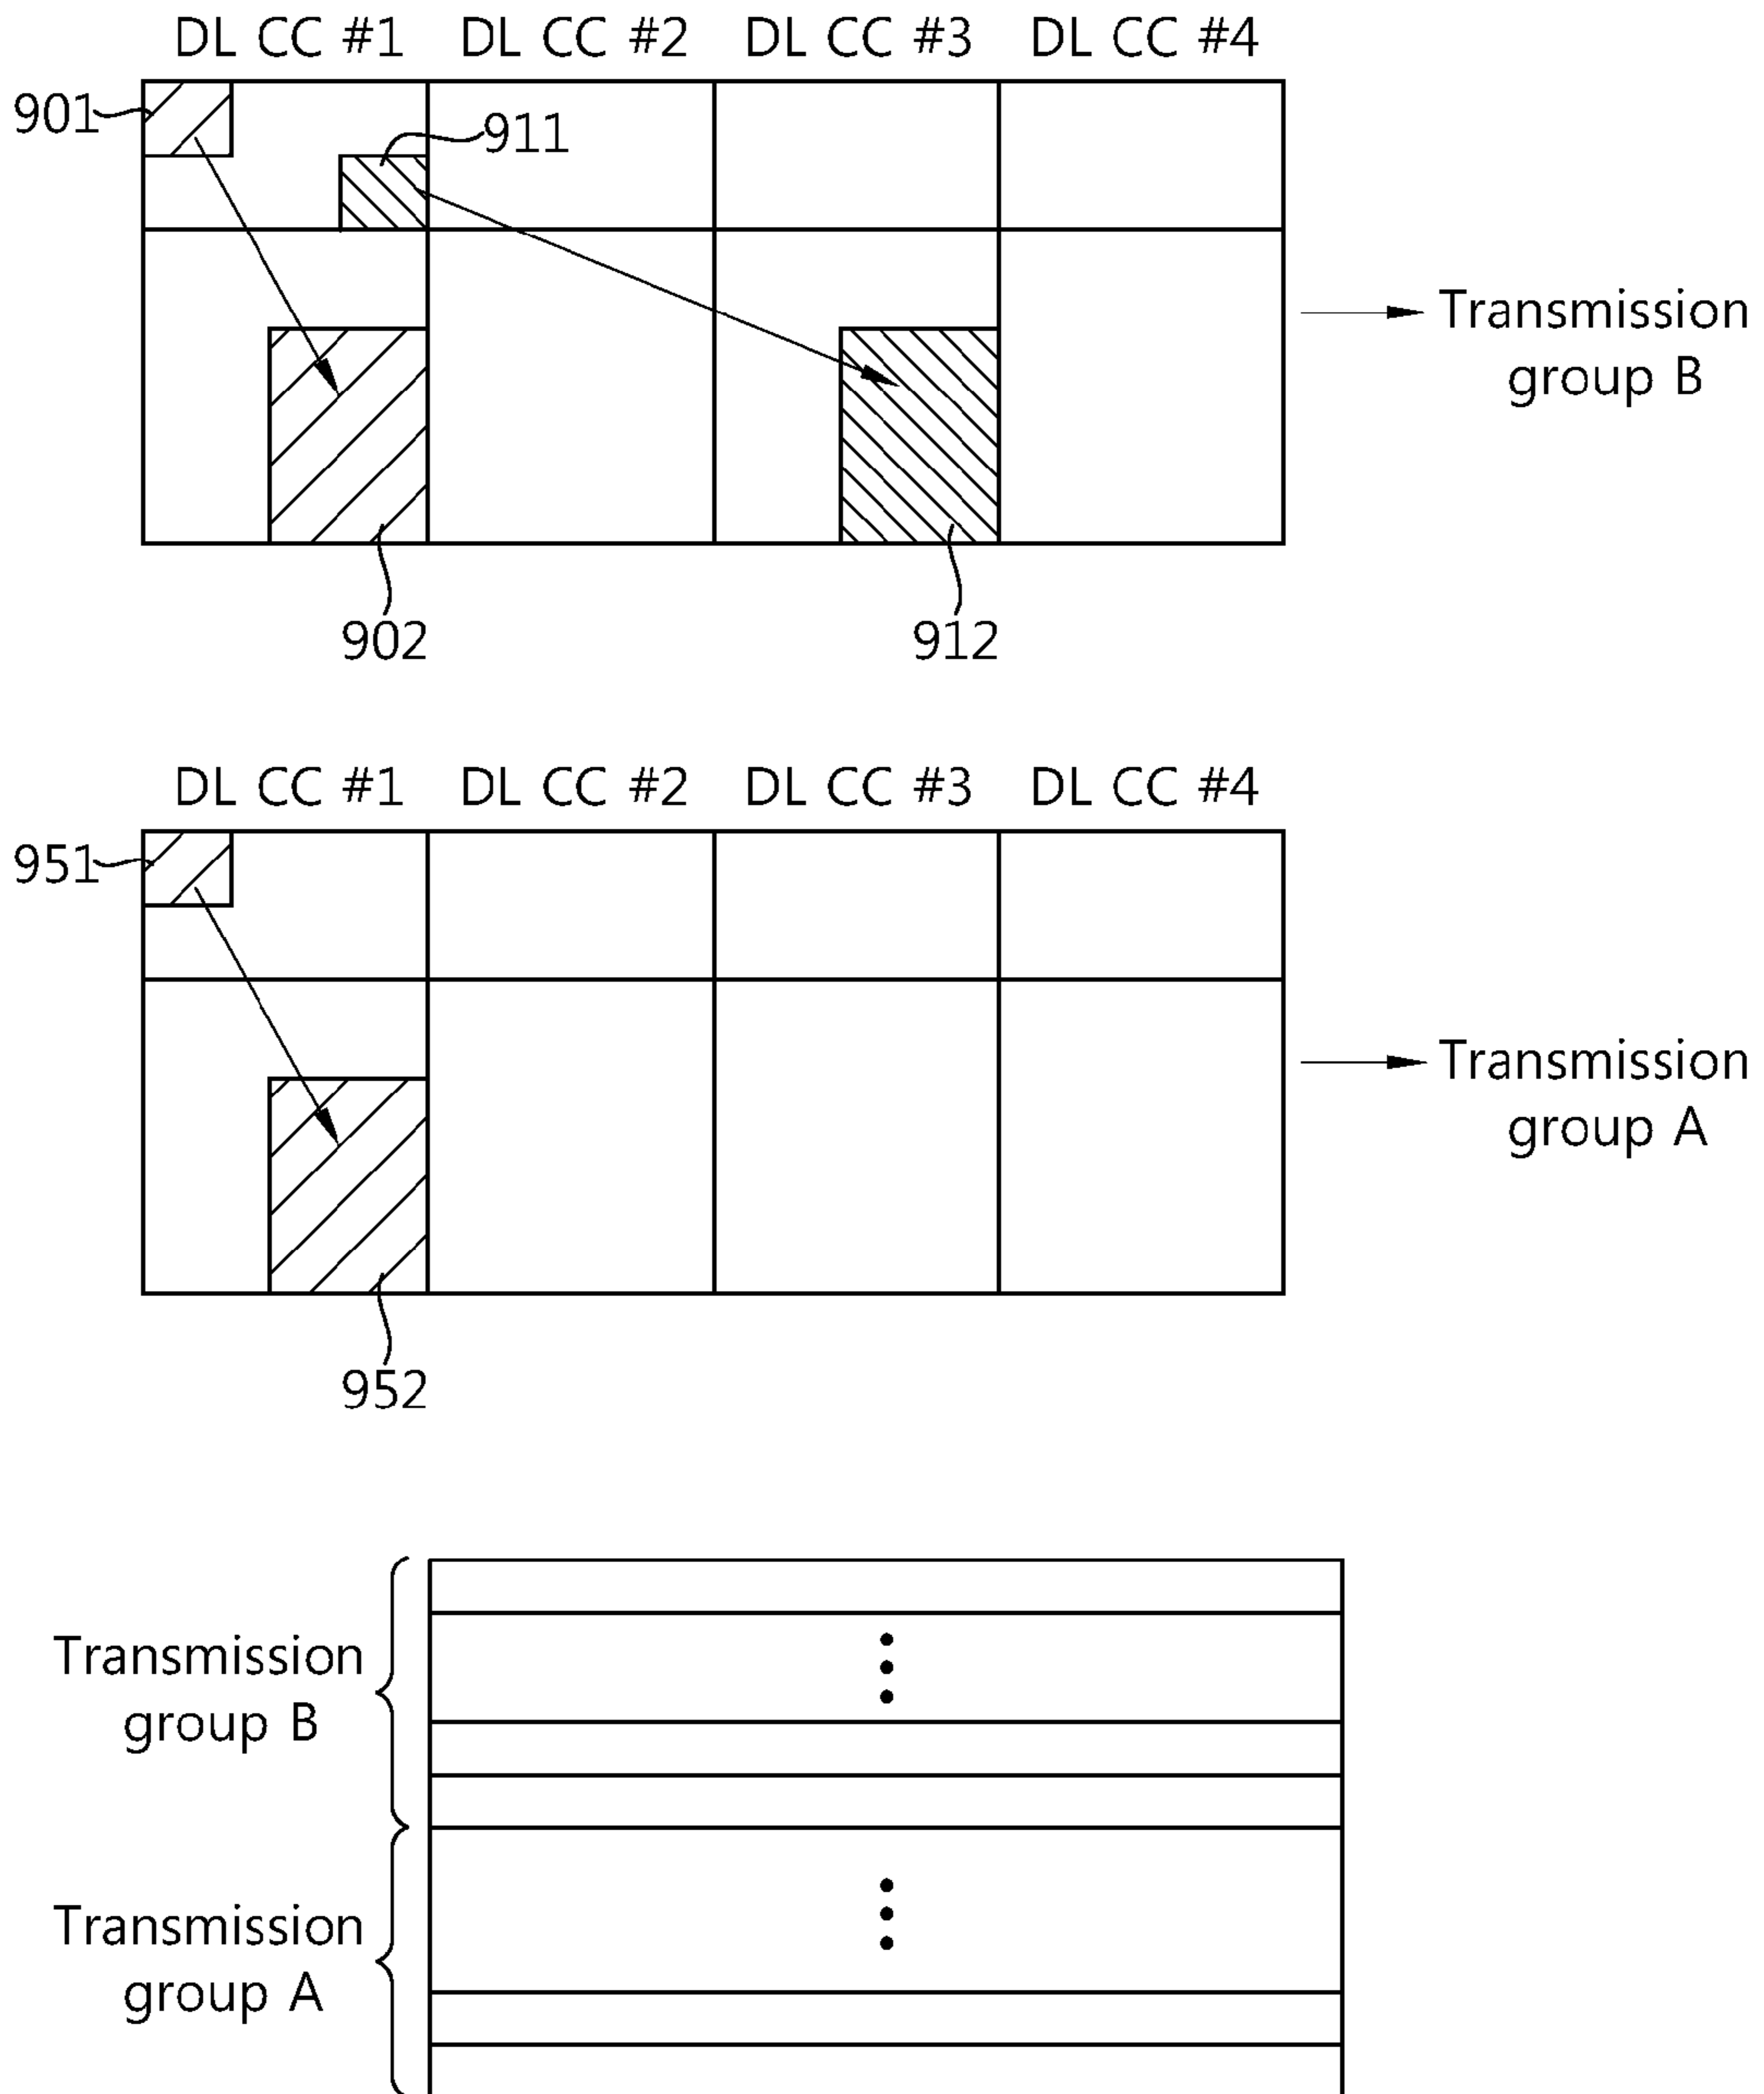 DL CC #1 DL CC #2 DL CC #3 DL CC #4
901
911
Transmission
group B
902
912
DL CC #1 DL CC #2 DL CC #3 DL CC #4
951
Transmission
group A
952
Transmission
group B
Transmission
group A